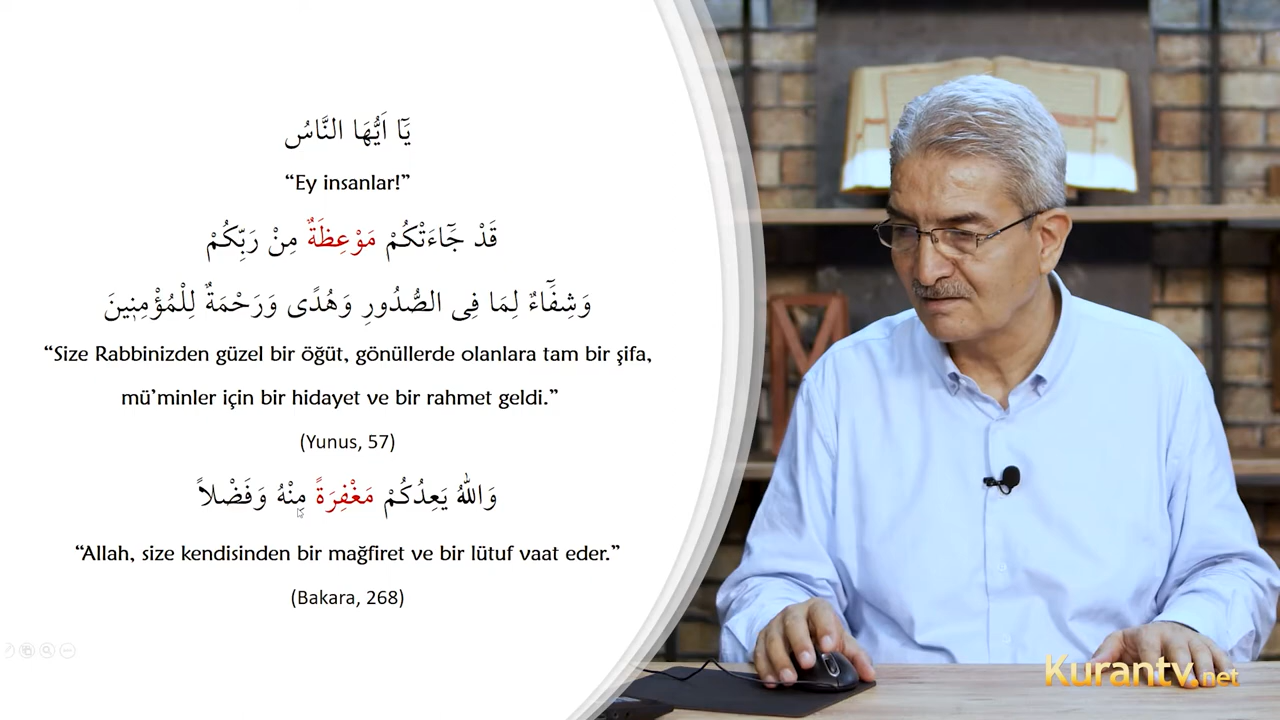 يَٓا اَيُّهَا النَّاسُ
“Ey insanlar!”
قَدْ جَٓاءَتْكُمْ مَوْعِظَةٌ مِنْ رَبِّكُمْ
وَشِفَٓاءٌ لِمَا فِى الصُّدُورِ وَهُدًى وَرَحْمَةٌ لِلْمُؤْمِنٖينَ
“Size Rabbinizden güzel bir öğüt, gönüllerde olanlara tam bir şifa,
mü’minler için bir hidayet ve bir rahmet geldi.”
(Yunus, 57)
وَاللّٰهُ يَعِدُكُمْ مَغْفِرَةً مِنْهُ وَفَضْلاً
“Allah, size kendisinden bir mağfiret ve bir lütuf vaat eder.”
(Bakara, 268)
Kurantv.net